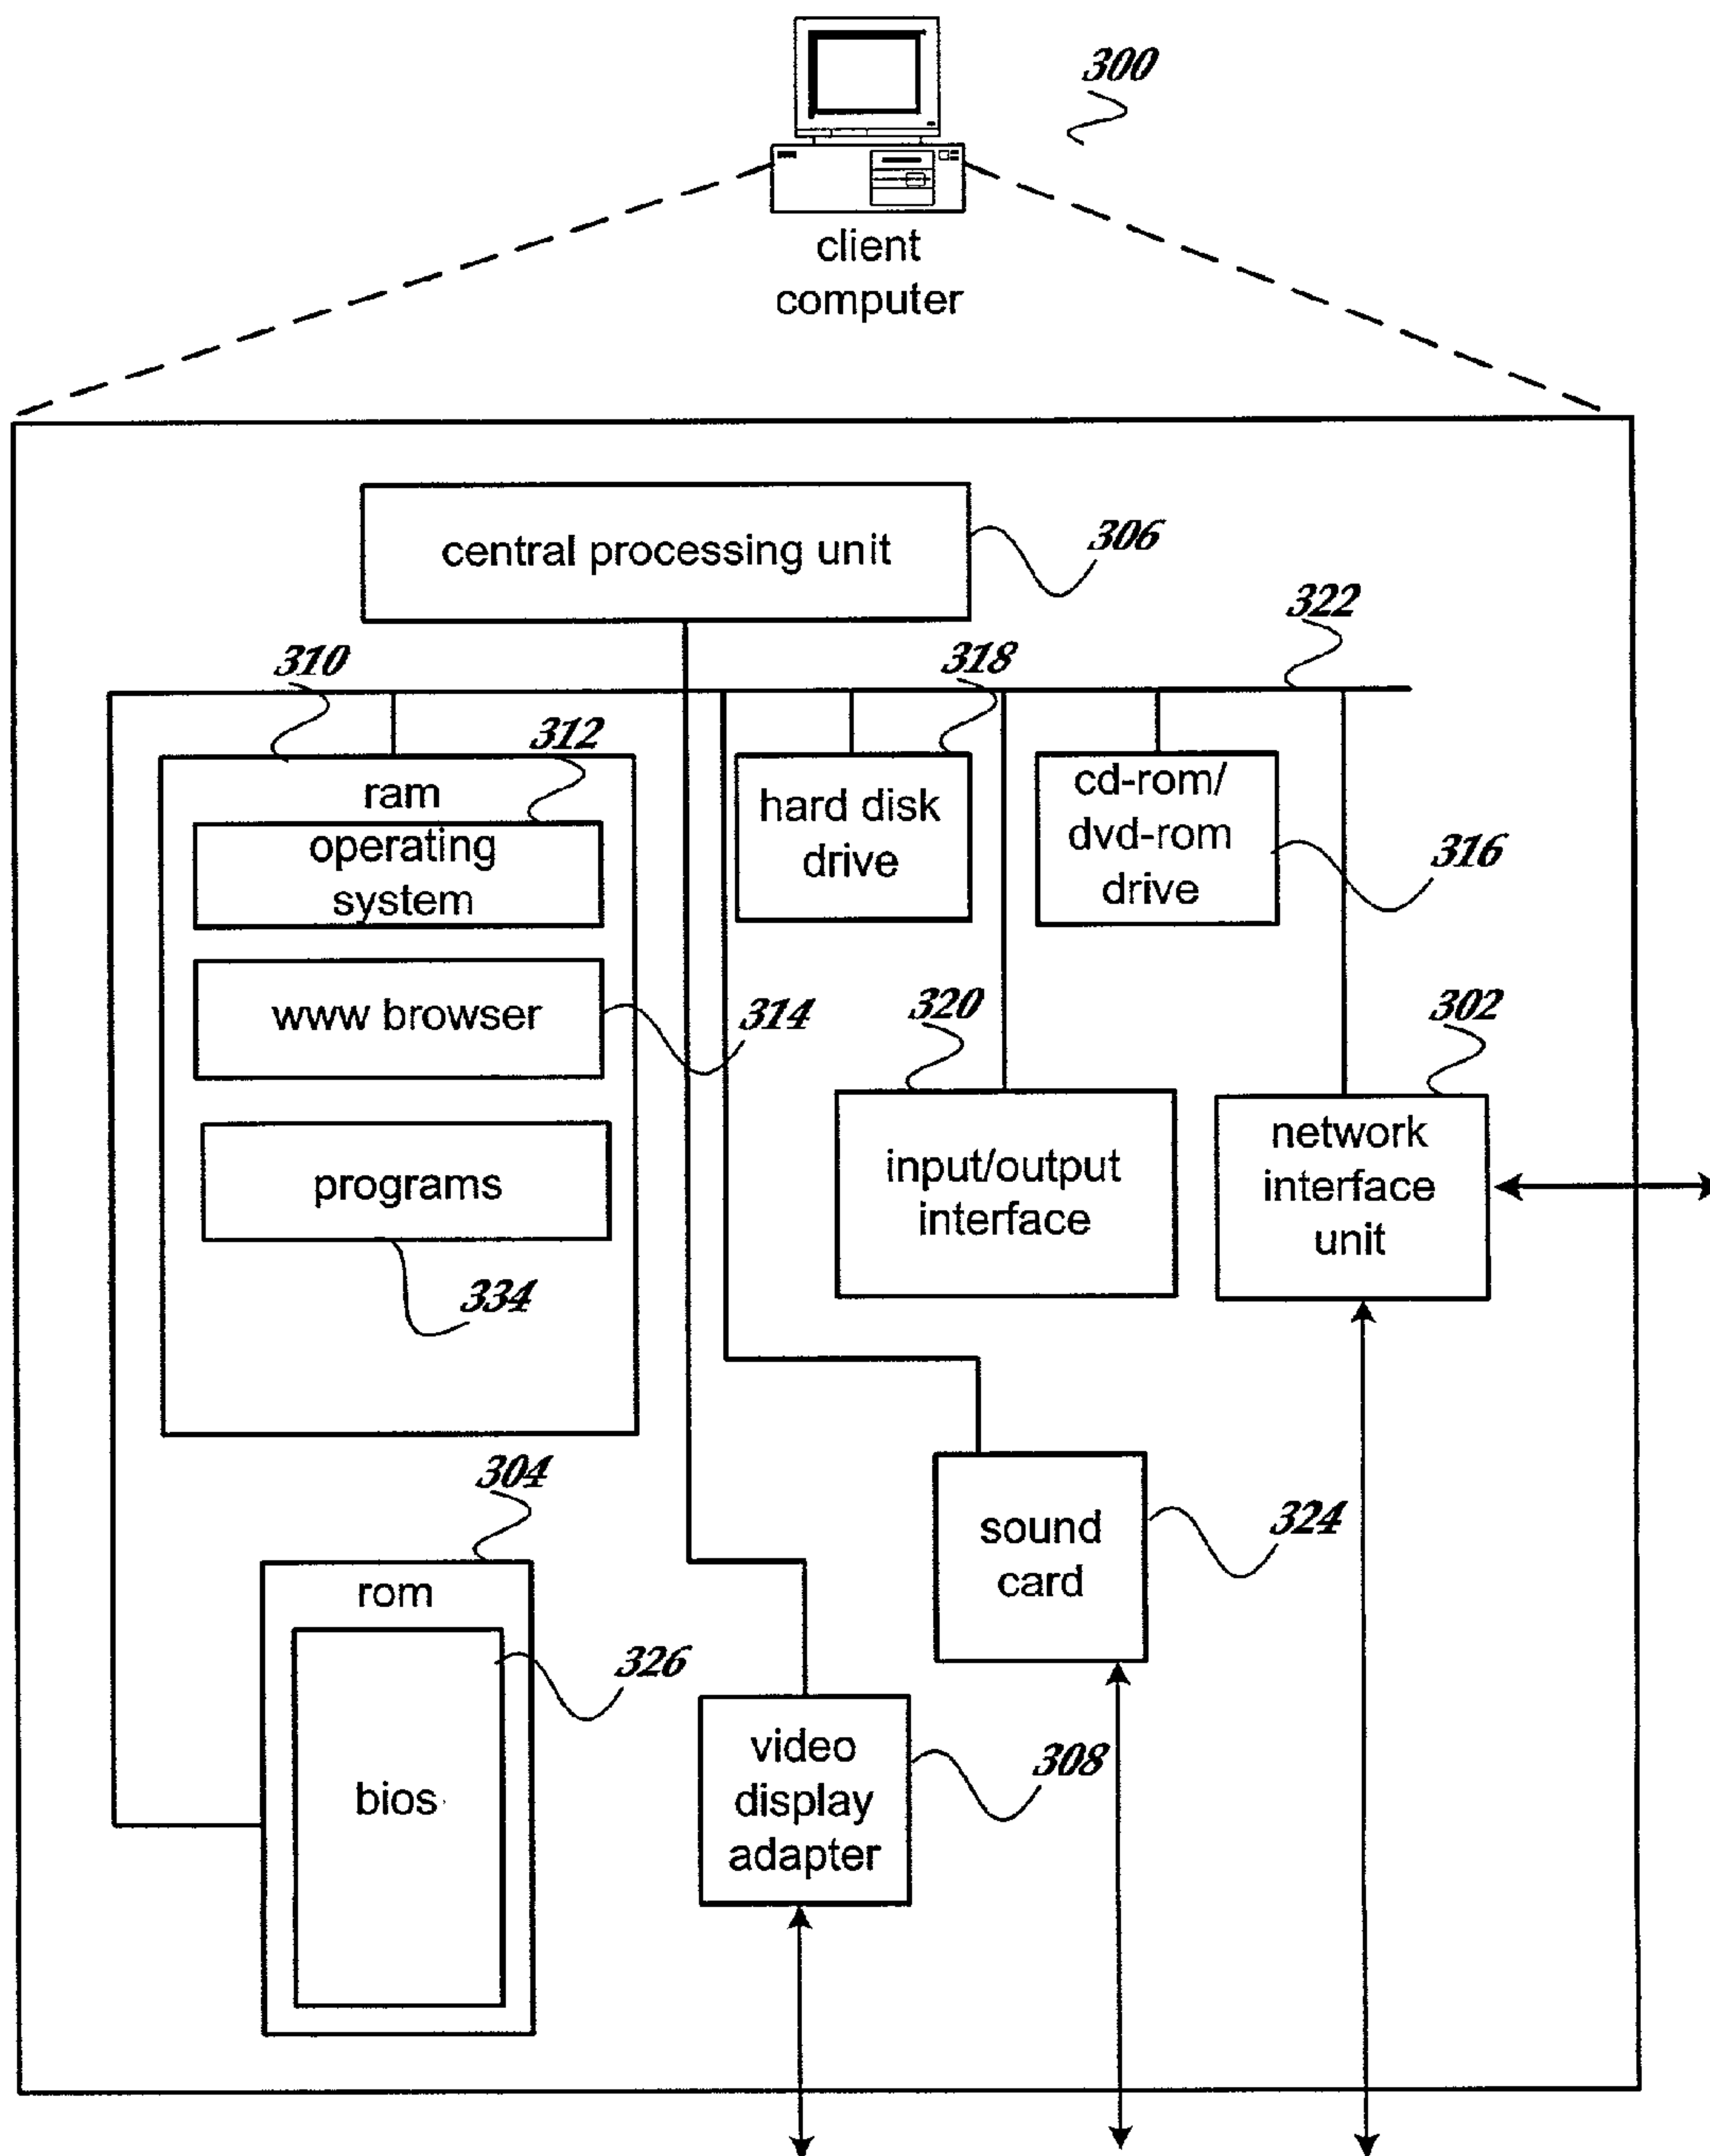 300
client
computer
central processing unit
306
322
310
318
312
ram
operating
system
hard disk
drive
cd-rom/
dvd-rom
drive
316
www browser
314
320
302
programs
334
input/output
interface
network
interface
unit
304
rom
sound
card
324
326
bios
video
display
adapter
308